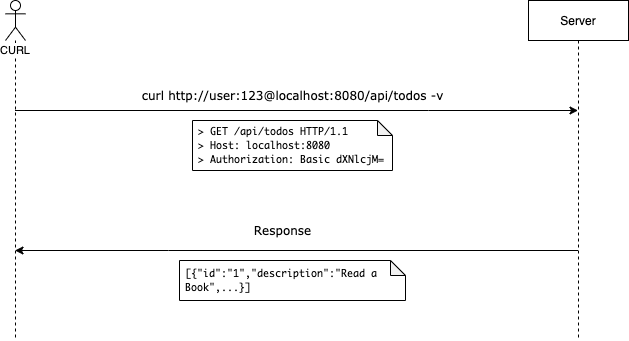 CURL
Server
curl http://user:123@localhost:8080/api/todos -v
> GET /api/todos HTTP/1.1
> Host: localhost:8080
> Authorization: Basic dXNlcjM=
Response
[{"id":"1","description":"Read a
Book",...}]